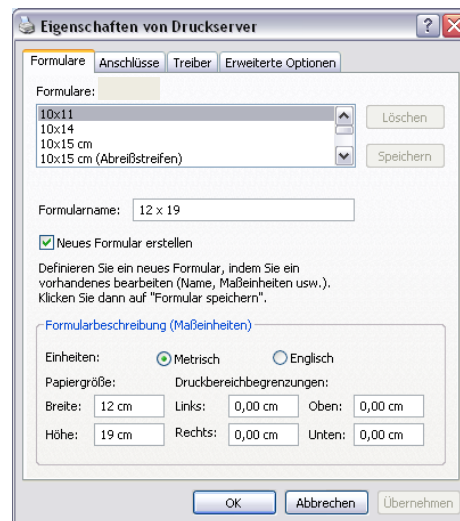 Eigenschaften von Druckserver
Formulare Anschlüsse Treiber Erweiterte Optionen
Formulare:
10x11
10x14
10x15 cm
10x15 cm (Abreißstreifen)
Löschen
Speichern
Formularname: 12 x 19
Neues Formular erstellen
Definieren Sie ein neues Formular, indem Sie ein
vorhandenes bearbeiten (Name, Maßeinheiten usw.).
Klicken Sie dann auf "Formular speichern".
Formularbeschreibung (Maßeinheiten)
Einheiten: Metrisch Englisch
Papiergröße: Druckbereichbegrenzungen:
Breite: 12 cm Links: 0,00 cm Oben: 0,00 cm
Höhe: 19 cm Rechts: 0,00 cm Unten: 0,00 cm
OK Abbrechen Übernehmen